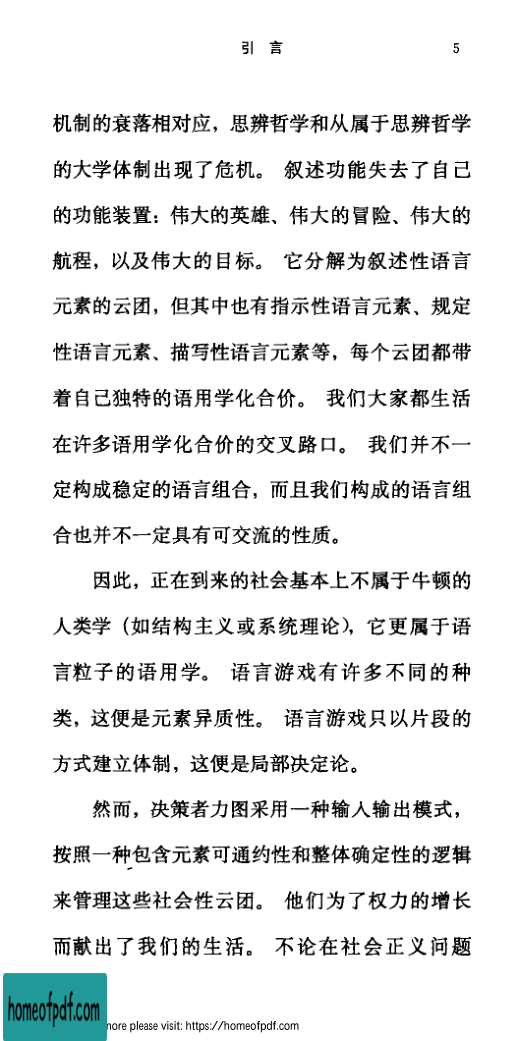 引 言 5
机制的衰落相对应，思辨哲学和从属于思辨哲学
的大学体制出现了危机。 叙述功能失去了自己
的功能装置：伟大的英雄、伟大的冒险、伟大的
航程，以及伟大的目标。 它分解为叙述性语言
元素的云团，但其中也有指示性语言元素、规定
性语言元素、描写性语言元素等，每个云团都带
着自己独特的语用学化合价。 我们大家都生活
在许多语用学化合价的交叉路口。 我们并不一
定构成稳定的语言组合，而且我们构成的语言组
合也并不一定具有可交流的性质。
因此，正在到来的社会基本上不属于牛顿的
人类学（如结构主义或系统理论），它更属于语
言粒子的语用学。 语言游戏有许多不同的种
类，这便是元素异质性。 语言游戏只以片段的
方式建立体制，这便是局部决定论。
然而，决策者力图采用一种输入输出模式，
按照一种包含元素可通约性和整体确定性的逻辑
来管理这些社会性云团。 他们为了权力的增长
而献出了我们的生活。 不论在社会正义问题
homeofpdf.com
more please visit: https://homeofpdf.com